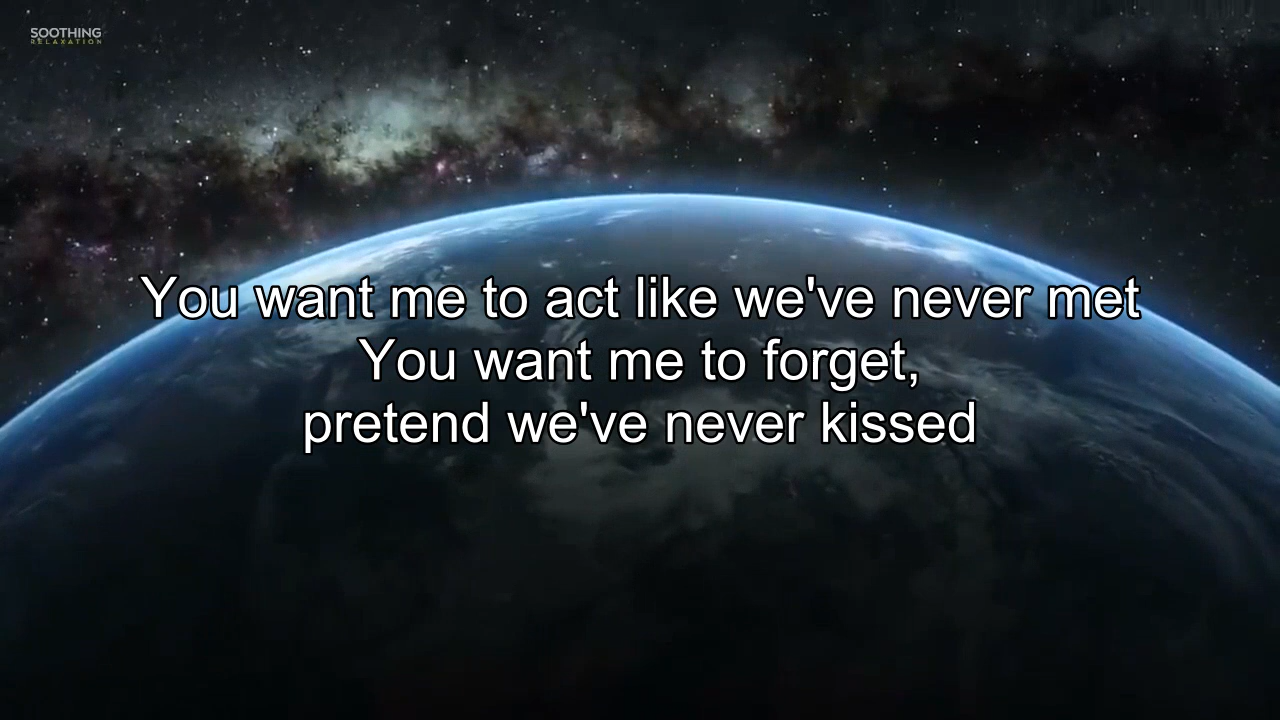 SOOTHING
RELAXATION
You want me to act like we've never met
You want me to forget,
pretend we've never kissed